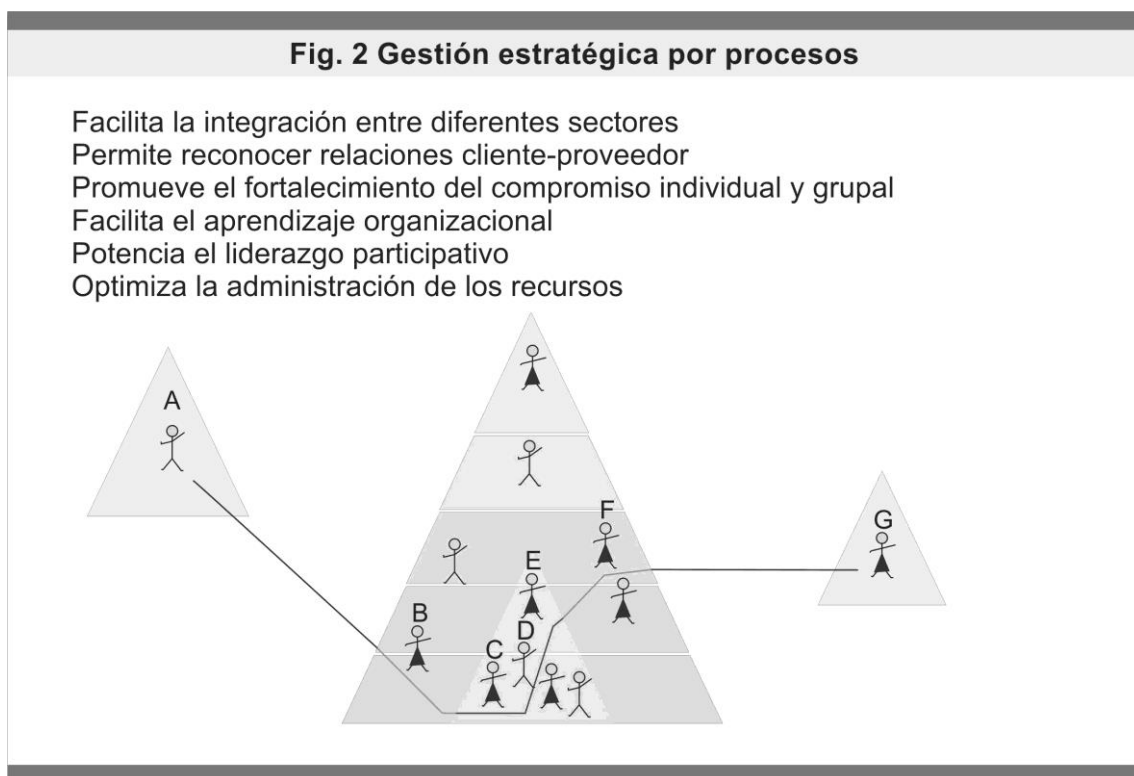 Fig. 2 Gestión estratégica por procesos
Facilita la integración entre diferentes sectores
Permite reconocer relaciones cliente-proveedor
Promueve el fortalecimiento del compromiso individual y grupal
Facilita el aprendizaje organizacional
Potencia el liderazgo participativo
Optimiza la administración de los recursos
A
F
G
E
B
D
C